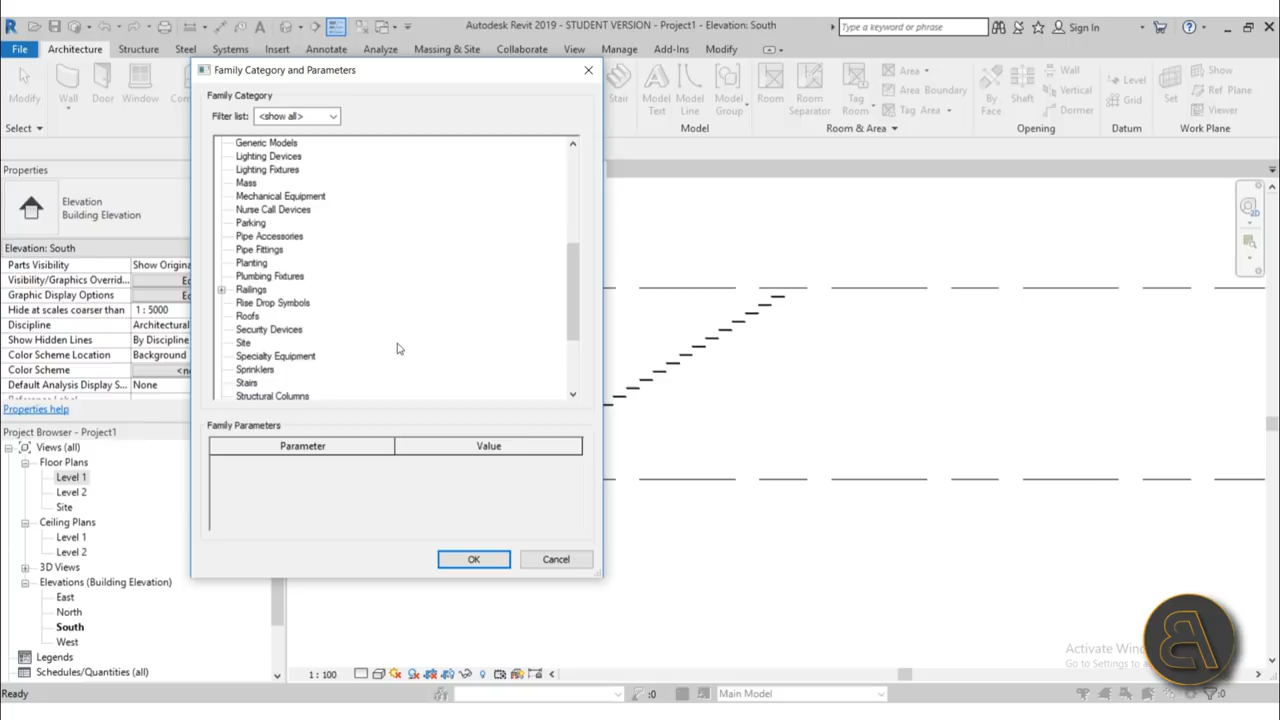 Autodesk Revit 2019 - STUDENT VERSION - Project1 - Elevation: South
Type a keyword or phrase
Sign In
File Architecture Structure Steel Systems Insert Annotate Analyze Massing & Site Collaborate View Manage Add-Ins Modify
Modify
Wall
Door
Window
Stair
Model Text
Model Line
Model Group
Room
Room Separator
Tag Room
Area
Area Boundary
Tag Area
By Face
Shaft
Wall
Vertical
Dormer
Level
Grid
Set
Show
Ref Plane
Viewer
Select
Model
Room & Area
Opening
Datum
Work Plane
Properties
Elevation
Building Elevation
Elevation: South
Parts Visibility Show Origina
Visibility/Graphics Overrid...
Graphic Display Options
Hide at scales coarser than 1 : 5000
Discipline Architectural
Show Hidden Lines By Discipline
Color Scheme Location Background
Color Scheme
Default Analysis Display S... None
Properties help
Project Browser - Project1
Views (all)
Floor Plans
Level 1
Level 2
Site
Ceiling Plans
Level 1
Level 2
3D Views
Elevations (Building Elevation)
East
North
South
West
Legends
Schedules/Quantities (all)
Family Category and Parameters
Family Category
Filter list: <show all>
Generic Models
Lighting Devices
Lighting Fixtures
Mass
Mechanical Equipment
Nurse Call Devices
Parking
Pipe Accessories
Pipe Fittings
Planting
Plumbing Fixtures
Railings
Rise Drop Symbols
Roofs
Security Devices
Site
Specialty Equipment
Sprinklers
Stairs
Structural Columns
Family Parameters
Parameter Value
OK Cancel
Activate Win
Go to Settings to a
1 : 100
Ready
:0
Main Model
:0